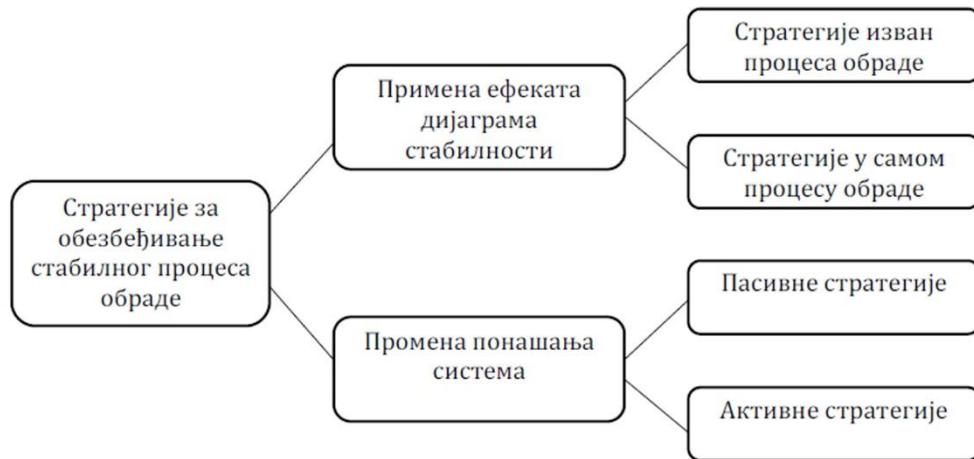 Стратегије за
обезбеђивање
стабилног процеса
обраде
Примена ефеката
дијаграма
стабилности
Стратегије изван
процеса обраде
Стратегије у самом
процесу обраде
Промена понашања
система
Пасивне стратегије
Активне стратегије